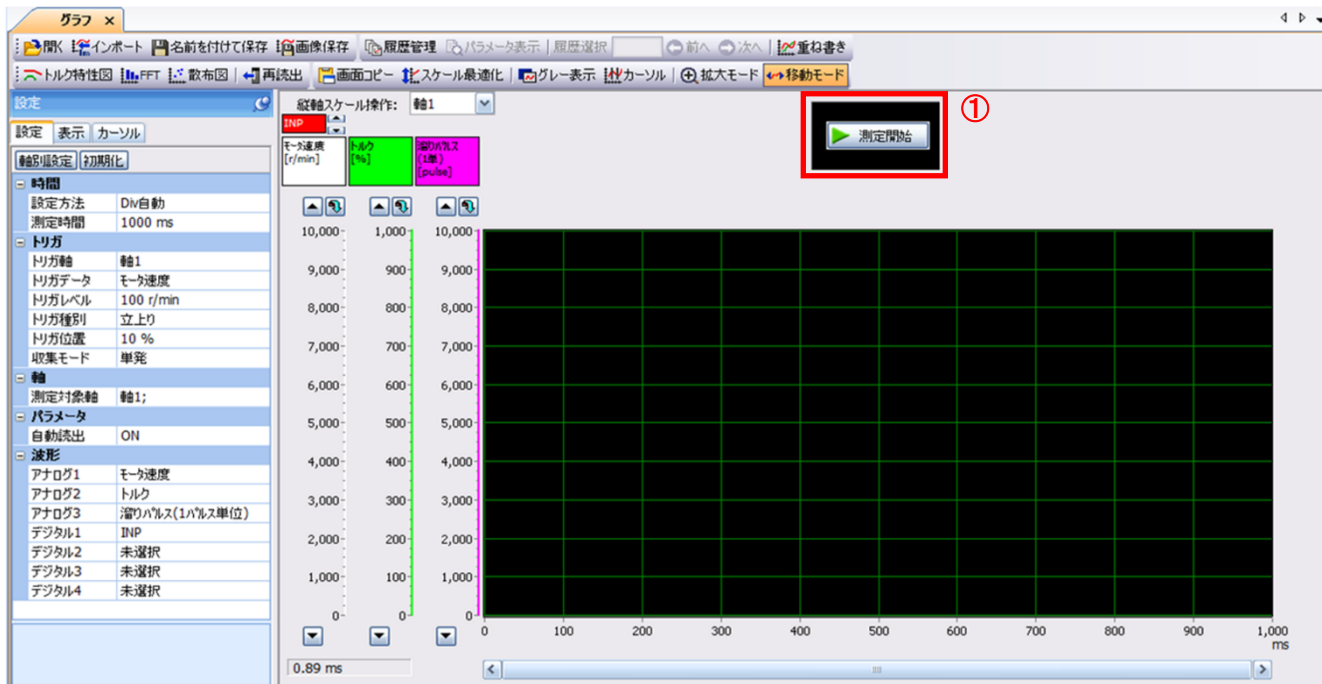 グラフ ×
開く インポート 名前を付けて保存 画像保存 履歴管理 パラメータ表示 履歴選択 前へ 次へ 重ね書き
トルク特性図 FFT 散布図 再読出 画面コピー スケール最適化 グレー表示 カーソル 拡大モード 移動モード
設定
設定 表示 カーソル
軸別設定 初期化
時間
設定方法 Div自動
測定時間 1000 ms
トリガ
トリガ軸 軸1
トリガデータ モータ速度
トリガレベル 100 r/min
トリガ種別 立上り
トリガ位置 10 %
収集モード 単発
軸
測定対象軸 軸1;
パラメータ
自動読出 ON
波形
アナログ1 モータ速度
アナログ2 トルク
アナログ3 溜りパルス(1パルス単位)
デジタル1 INP
デジタル2 未選択
デジタル3 未選択
デジタル4 未選択
縦軸スケール操作: 軸1
INP
モータ速度 トルク 溜りパルス
[r/min] [%] (1単)
[pulse]
測定開始
①
10,000 1,000 10,000
9,000 900 9,000
8,000 800 8,000
7,000 700 7,000
6,000 600 6,000
5,000 500 5,000
4,000 400 4,000
3,000 300 3,000
2,000 200 2,000
1,000 100 1,000
0 0 0
0 100 200 300 400 500 600 700 800 900 1,000
ms
0.89 ms